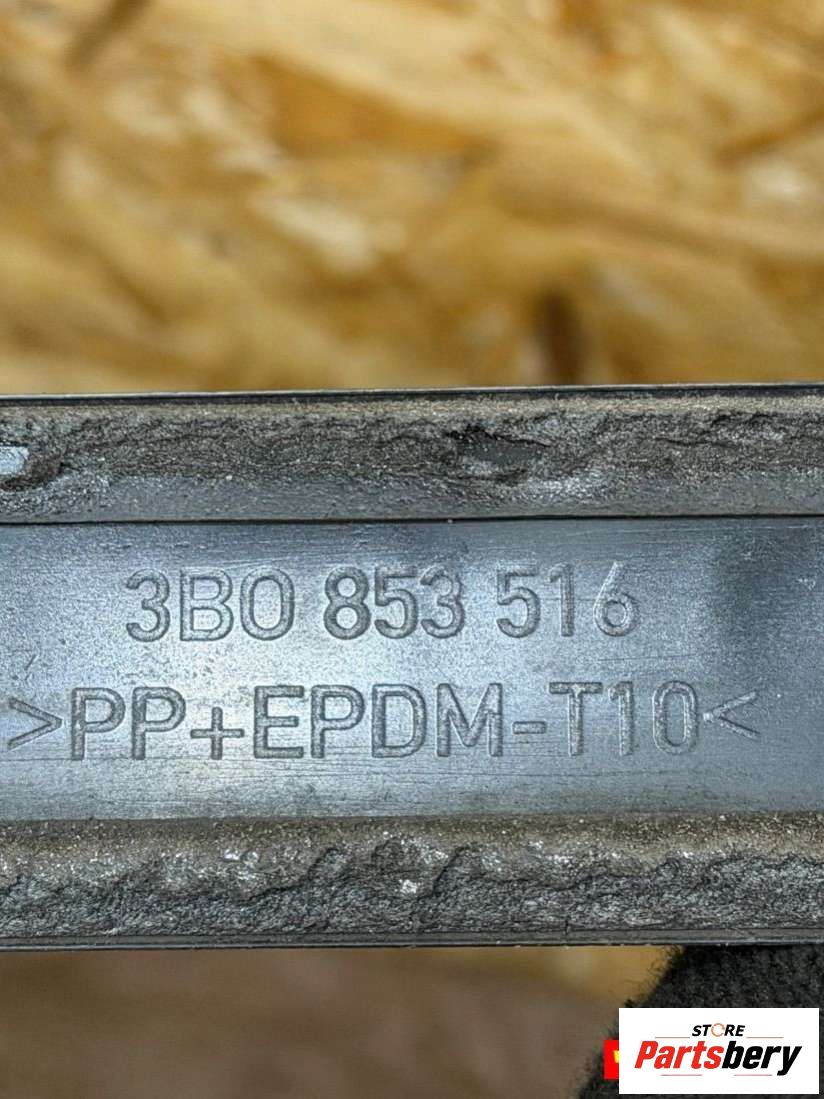 3B0 853 516
>PP+EPDM-T10<
STORE
Partsbery